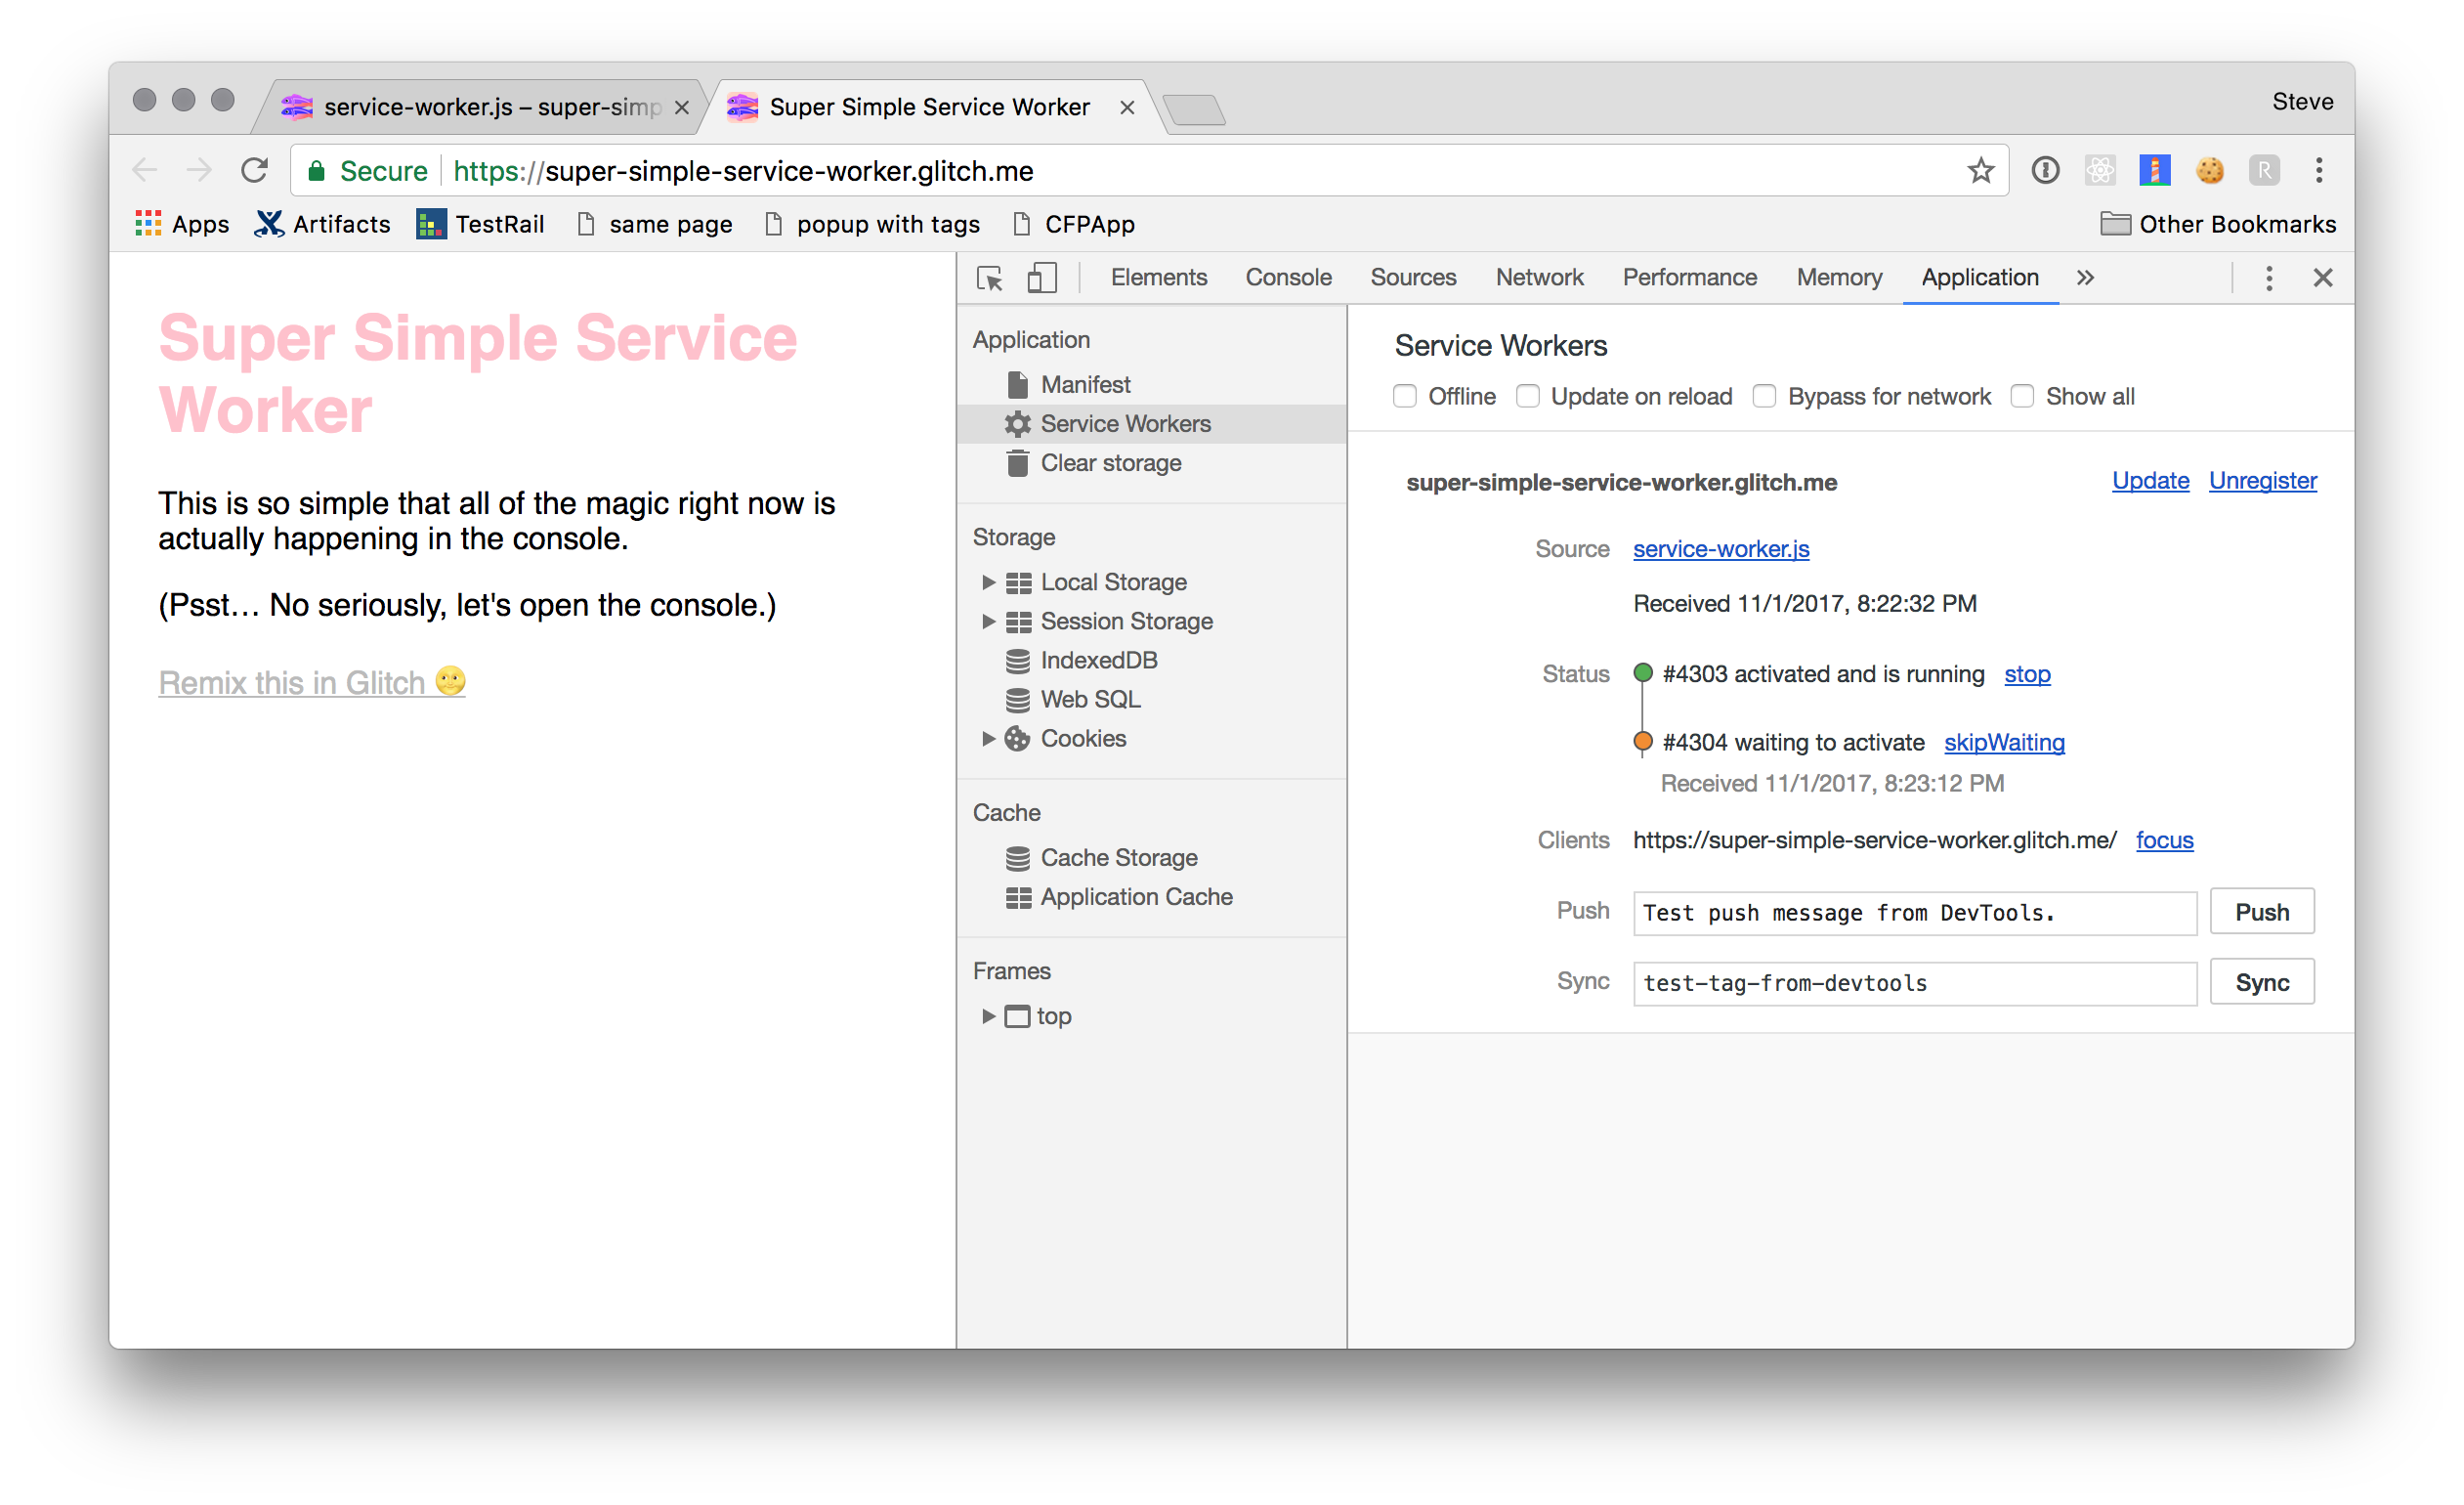 service-worker.js – super-simp
Super Simple Service Worker
Steve
Secure https://super-simple-service-worker.glitch.me
Apps Artifacts TestRail same page popup with tags CFPApp Other Bookmarks
Super Simple Service
Worker
This is so simple that all of the magic right now is
actually happening in the console.
(Psst… No seriously, let's open the console.)
Remix this in Glitch
Elements Console Sources Network Performance Memory Application »
Application
Manifest
Service Workers
Clear storage
Storage
Local Storage
Session Storage
IndexedDB
Web SQL
Cookies
Cache
Cache Storage
Application Cache
Frames
top
Service Workers
Offline Update on reload Bypass for network Show all
super-simple-service-worker.glitch.me Update Unregister
Source service-worker.js
Received 11/1/2017, 8:22:32 PM
Status #4303 activated and is running stop
#4304 waiting to activate skipWaiting
Received 11/1/2017, 8:23:12 PM
Clients https://super-simple-service-worker.glitch.me/ focus
Push Test push message from DevTools. Push
Sync test-tag-from-devtools Sync